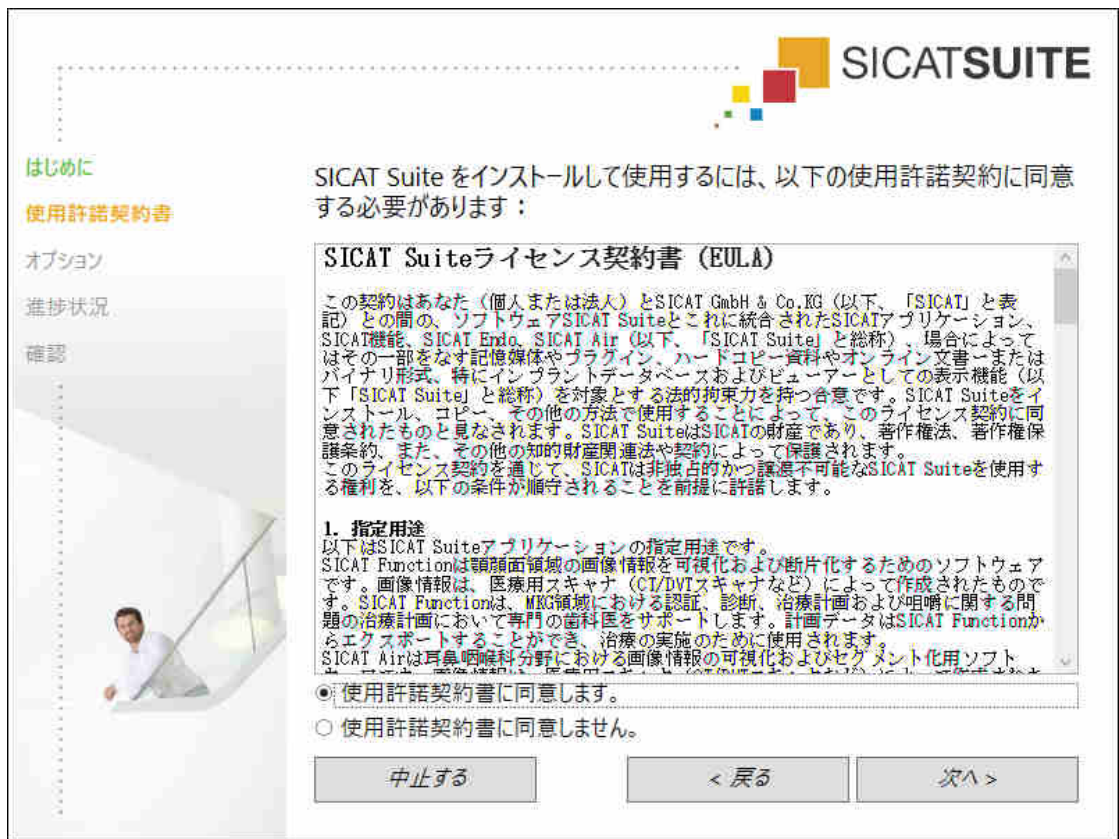 SICATSUITE
はじめに
使用許諾契約書
オプション
進捗状況
確認
SICAT Suite をインストールして使用するには、以下の使用許諾契約に同意
する必要があります：
SICAT Suiteライセンス契約書 (EULA)
この契約はあなた（個人または法人）とSICAT GmbH & Co.KG（以下、「SICAT」と表
記）との間の、ソフトウェアSICAT Suiteとこれに統合されたSICATアプリケーション、
SICAT機能、SICAT Endo、SICAT Air（以下、「SICAT Suite」と総称）、場合によって
はその一部をなす記憶媒体やプラグイン、ハードコピー資料やオンライン文書ーまたは
バイナリ形式、特にインプラントデータベースおよびビューアーとしての表示機能（以
下「SICAT Suite」と総称）を対象とする法的拘束力を持つ合意です。SICAT Suiteをイ
ンストール、コピー、その他の方法で使用することによって、このライセンス契約に同
意されたものと見なされます。SICAT SuiteはSICATの財産であり、著作権法、著作権保
護条約、また、その他の知的財産関連法や契約によって保護されます。
このライセンス契約を通じて、SICATは非独占的かつ譲渡不可能なSICAT Suiteを使用す
る権利を、以下の条件が順守されることを前提に許諾します。
1. 指定用途
以下はSICAT Suiteアプリケーションの指定用途です。
SICAT Functionは顎顔面領域の画像情報を可視化および断片化するためのソフトウェア
です。画像情報は、医療用スキャナ（CT/DVTスキャナなど）によって作成されたもので
す。SICAT Functionは、MKG領域における認証、診断、治療計画および咀嚼に関する問
題の治療計画において専門の歯科医をサポートします。計画データはSICAT Functionか
らエクスポートすることができ、治療の実施のために使用されます。
SICAT Airは耳鼻咽喉科分野における画像情報の可視化およびセグメント化用ソフト
使用許諾契約書に同意します。
使用許諾契約書に同意しません。
中止する
< 戻る
次へ >